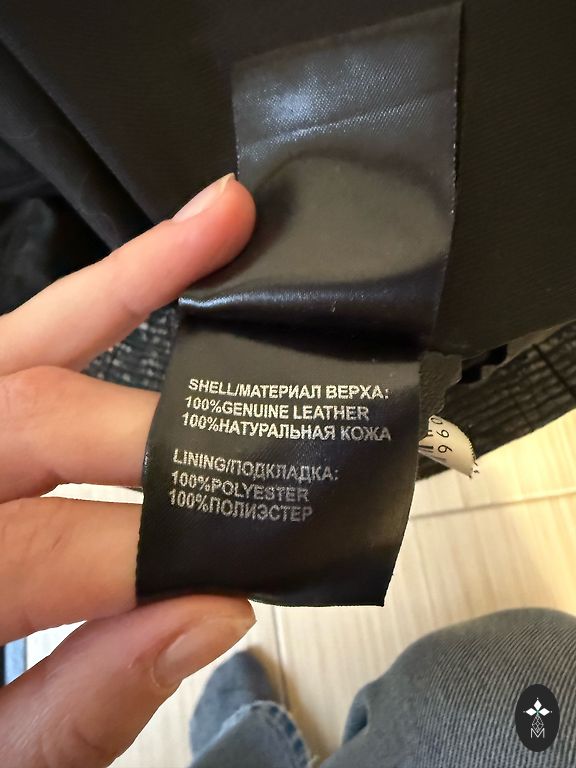 SHELL/МАТЕРИАЛ ВЕРХА:
100%GENUINE LEATHER
100%НАТУРАЛЬНАЯ КОЖА
LINING/ПОДКЛАДКА:
100%POLYESTER
100%ПОЛИЭСТЕР